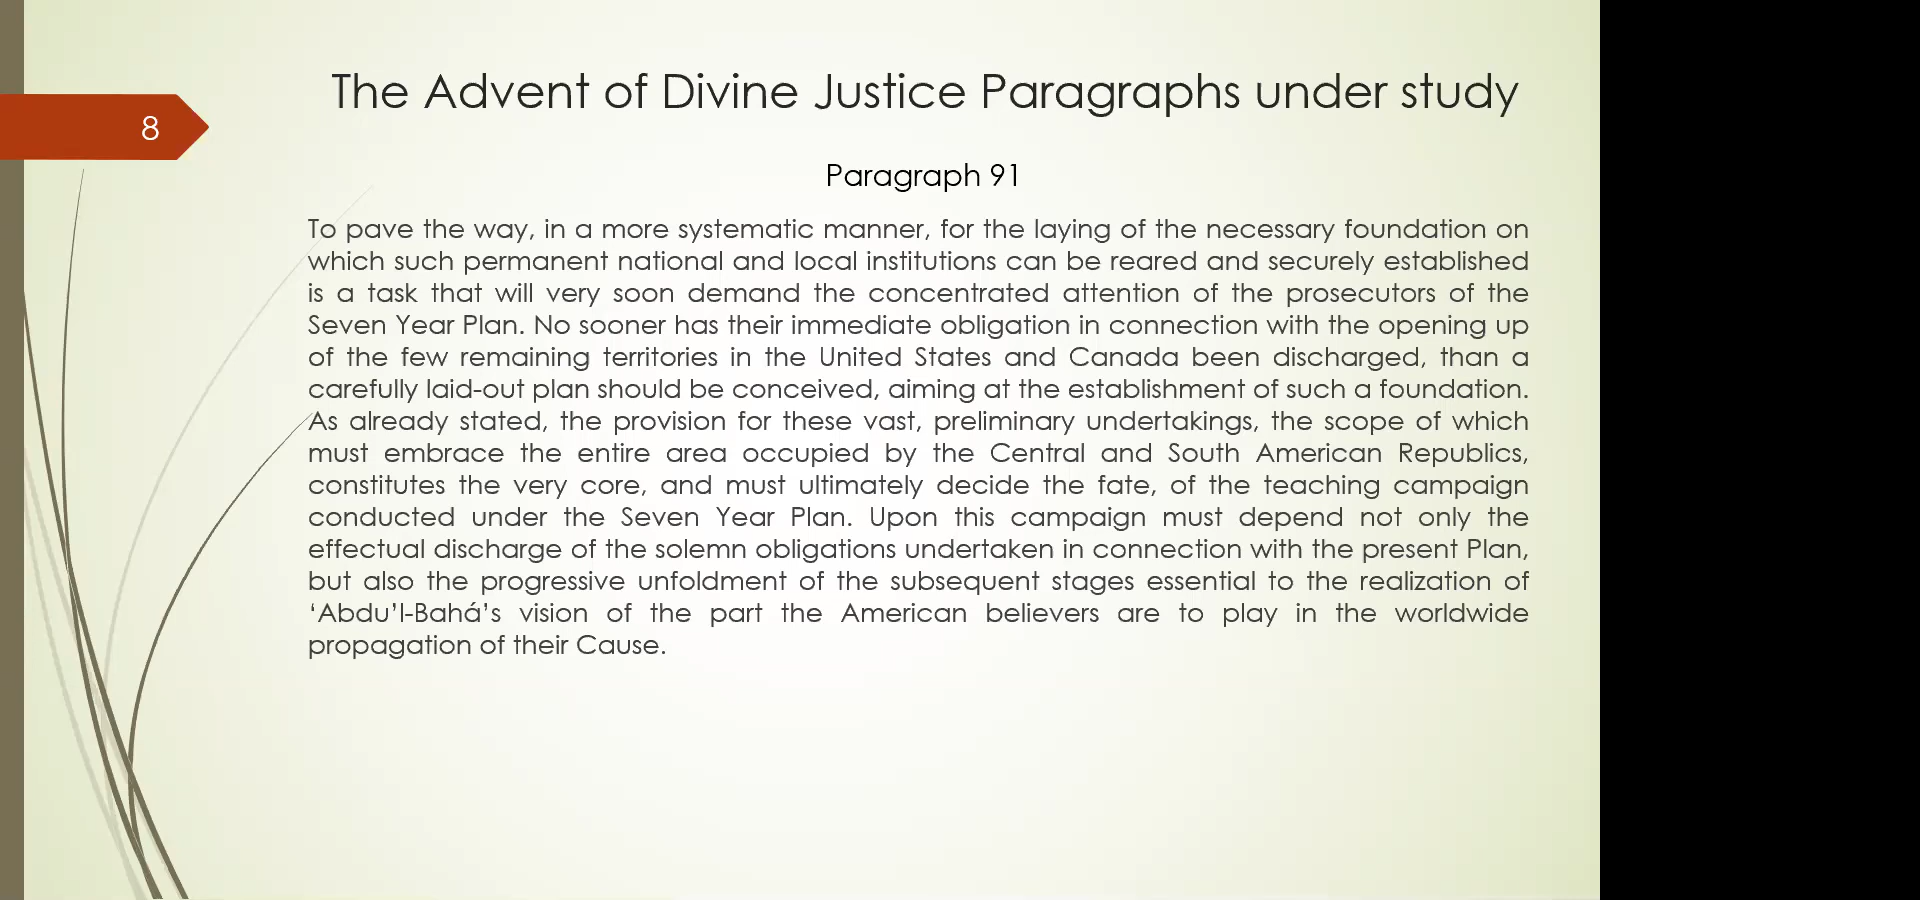 The Advent of Divine Justice Paragraphs under study
8
Paragraph 91
To pave the way, in a more systematic manner, for the laying of the necessary foundation on
which such permanent national and local institutions can be reared and securely established
is a task that will very soon demand the concentrated attention of the prosecutors of the
Seven Year Plan. No sooner has their immediate obligation in connection with the opening up
of the few remaining territories in the United States and Canada been discharged, than a
carefully laid-out plan should be conceived, aiming at the establishment of such a foundation.
As already stated, the provision for these vast, preliminary undertakings, the scope of which
must embrace the entire area occupied by the Central and South American Republics,
constitutes the very core, and must ultimately decide the fate, of the teaching campaign
conducted under the Seven Year Plan. Upon this campaign must depend not only the
effectual discharge of the solemn obligations undertaken in connection with the present Plan,
but also the progressive unfoldment of the subsequent stages essential to the realization of
‘Abdu’l-Bahá’s vision of the part the American believers are to play in the worldwide
propagation of their Cause.